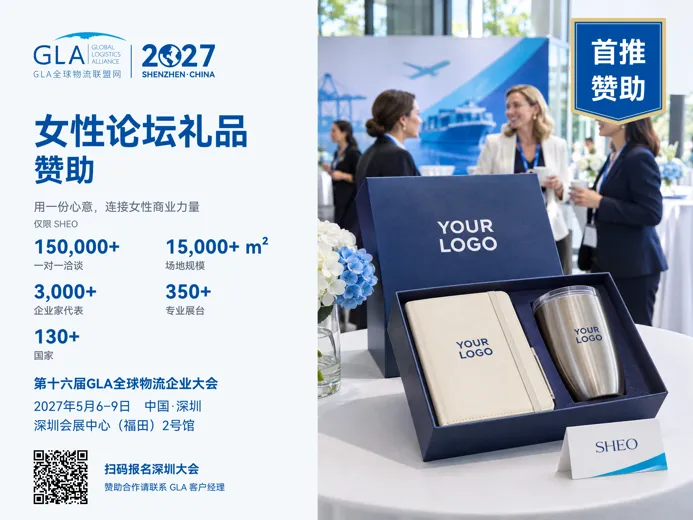 GLA
GLOBAL
LOGISTICS
ALLIANCE
GLA全球物流联盟网
2027
SHENZHEN·CHINA
首推
赞助
女性论坛礼品
赞助
用一份心意，连接女性商业力量
仅限 SHEO
150,000+
一对一洽谈
15,000+ m²
场地规模
3,000+
企业家代表
350+
专业展台
130+
国家
第十六届GLA全球物流企业大会
2027年5月6-9日 中国·深圳
深圳会展中心（福田）2号馆
扫码报名深圳大会
赞助合作请联系 GLA 客户经理
YOUR
LOGO
YOUR
LOGO
YOUR
LOGO
SHEO